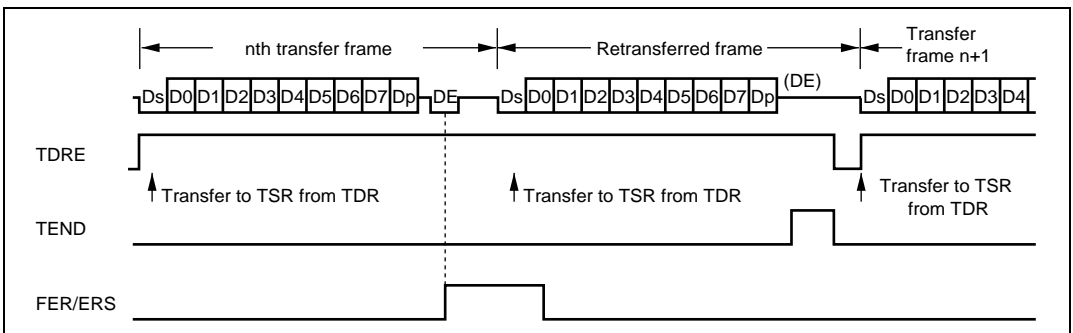 nth transfer frame
Retransferred frame
Transfer
frame n+1
Ds D0 D1 D2 D3 D4 D5 D6 D7 Dp DE Ds D0 D1 D2 D3 D4 D5 D6 D7 Dp (DE) Ds D0 D1 D2 D3 D4
TDRE
Transfer to TSR from TDR
Transfer to TSR from TDR
Transfer to TSR
from TDR
TEND
FER/ERS